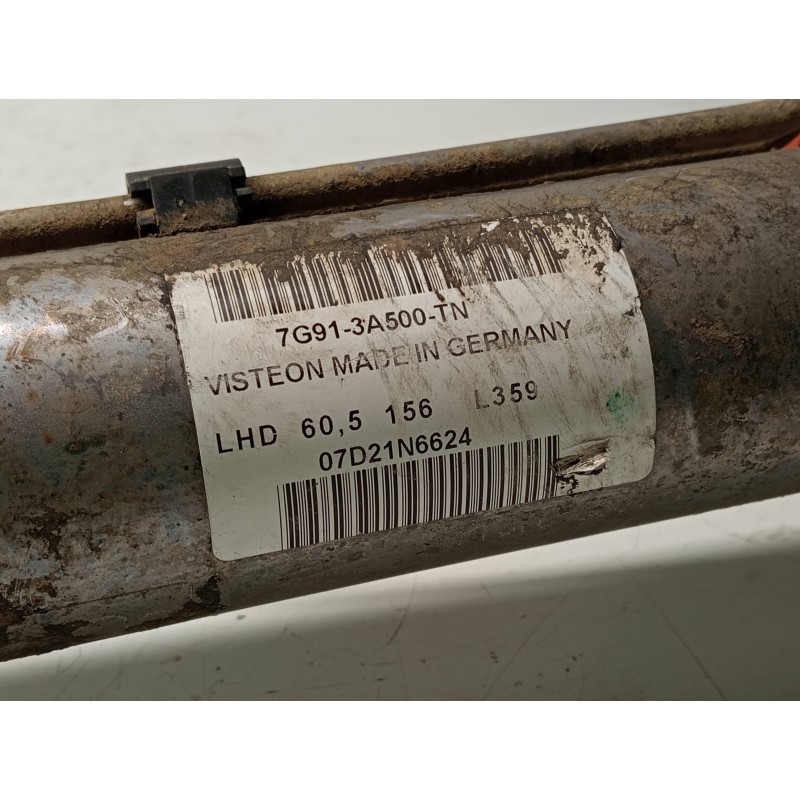 7G91-3A500-TN
VISTEON MADE IN GERMANY
LHD 60,5 156 L359
07D21N6624